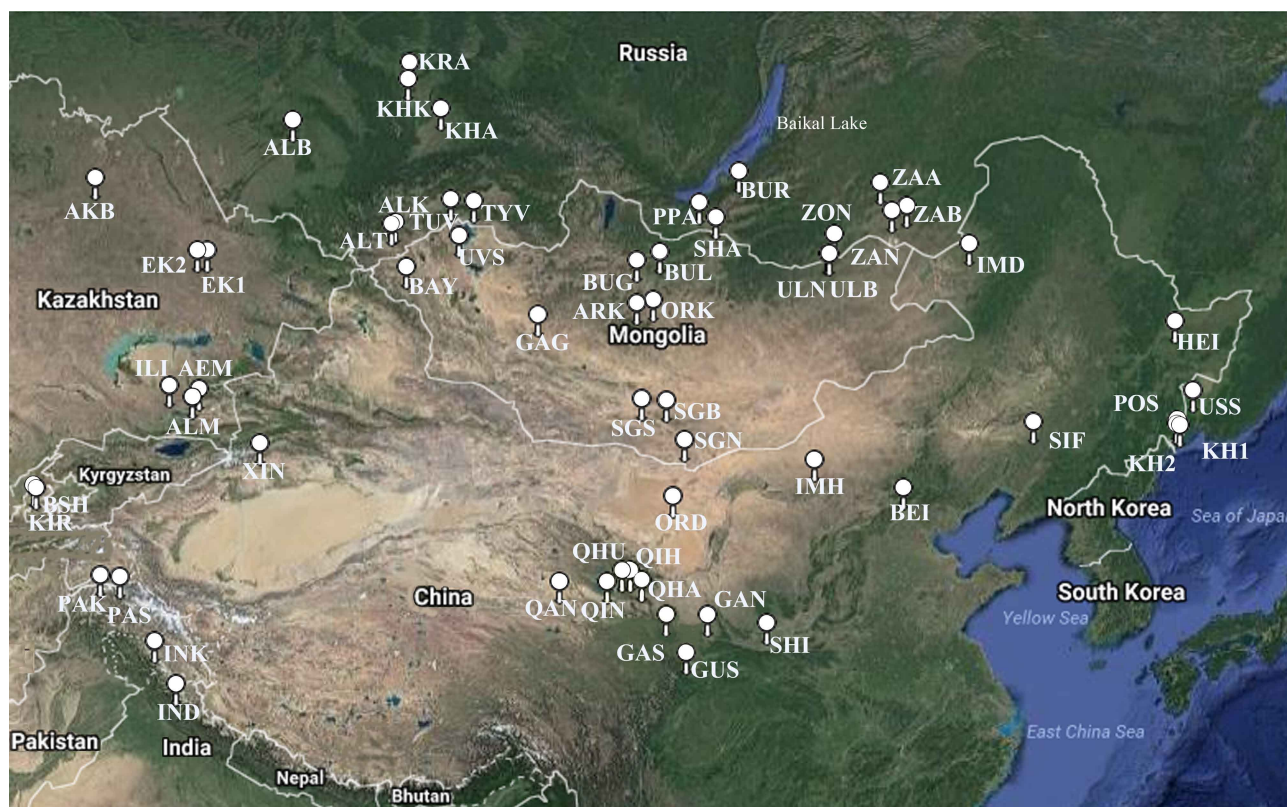 Russia
KRA
KHK
KHA
Baikal Lake
ALB
AKB
BUR
ZAA
ALK
TUV
TYV
PPA
ZON
ZAB
ALT
UVS
SHA
ZAN
IMD
EK2
EK1
BAY
BUG
BUL
ULN
ULB
Kazakhstan
ARK
ORK
GAG
Mongolia
HEI
ILI
AEM
SGB
POS
USS
ALM
SGS
SGN
SIF
KH2
KH1
Kyrgyzstan
XIN
IMH
BSH
KIR
ORD
BEI
North Korea
Sea of Japa
QHU
QIH
PAK
PAS
China
QAN
QIN
QHA
GAN
South Korea
Yellow Sea
INK
GAS
SHI
GUS
IND
Pakistan
India
East China Sea
Nepal
Bhutan